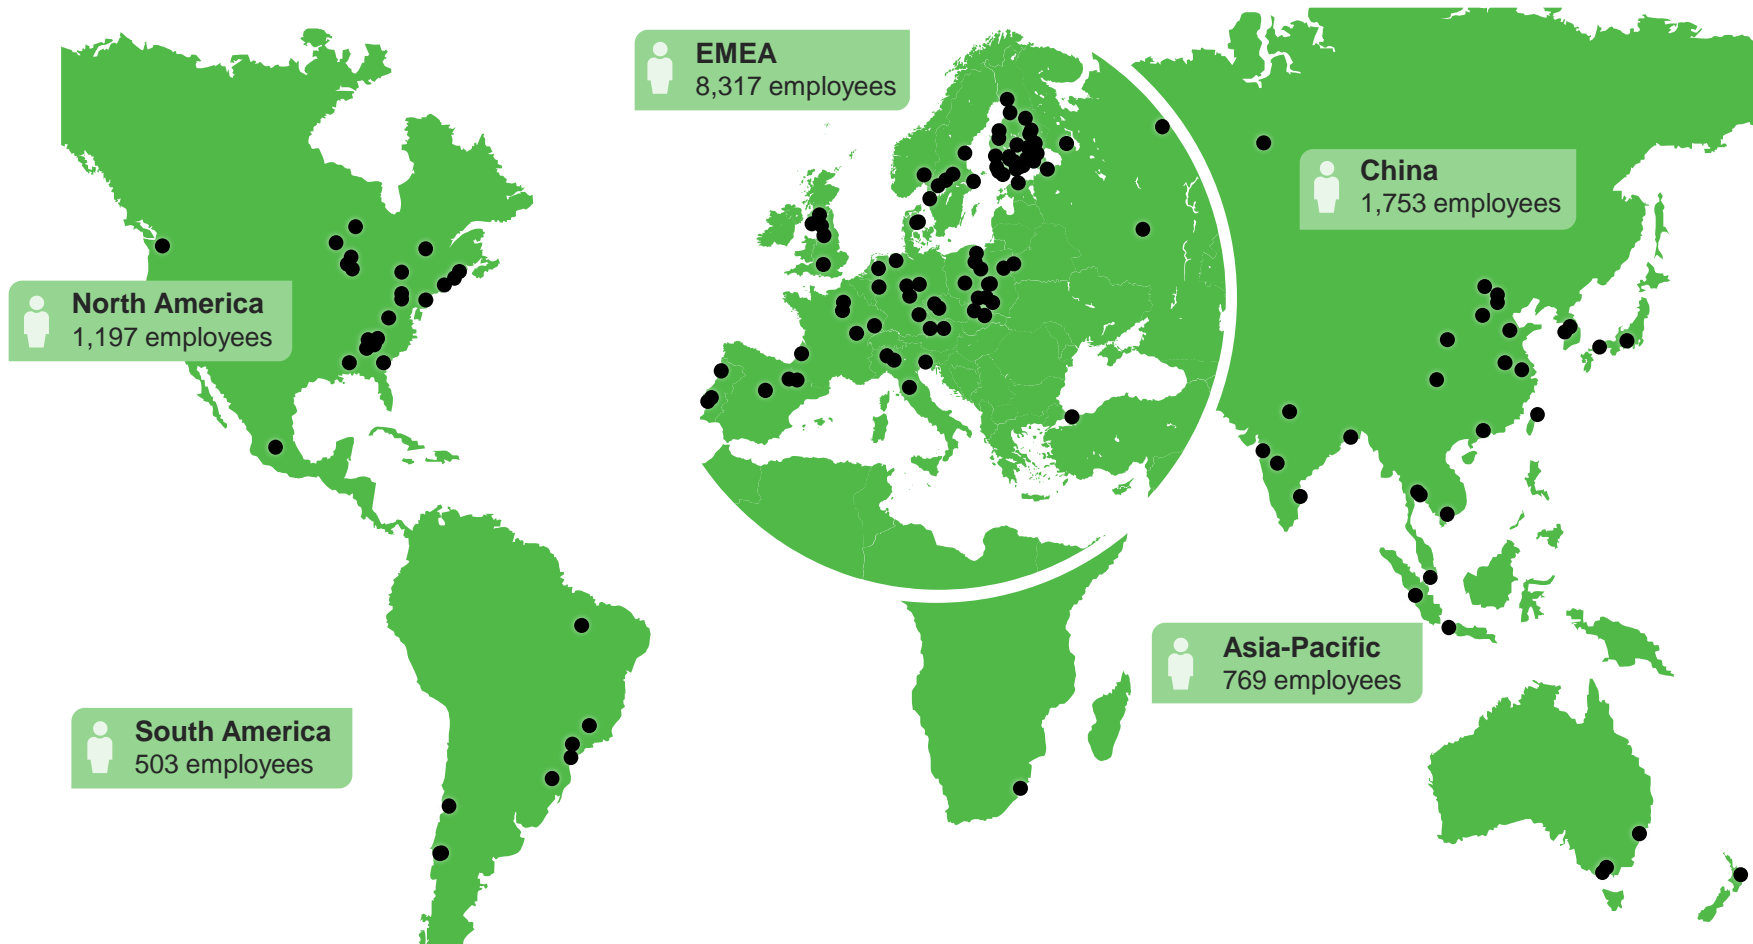 EMEA
8,317 employees
China
1,753 employees
North America
1,197 employees
Asia-Pacific
769 employees
South America
503 employees